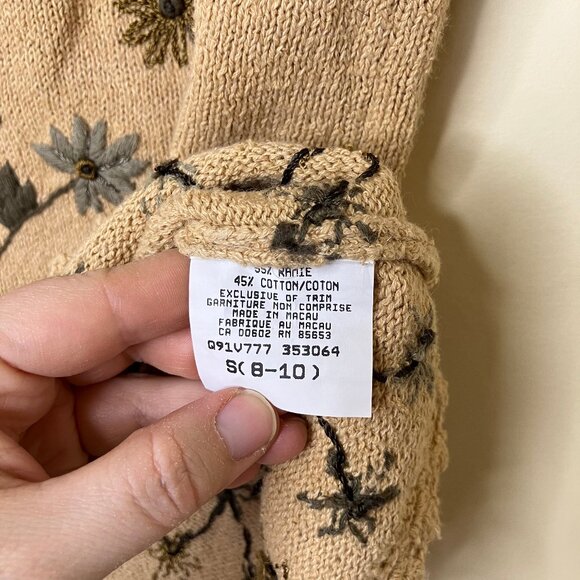 55% RAMIE
45% COTTON/COTON
EXCLUSIVE OF TRIM
GARNITURE NON COMPRISE
MADE IN MACAU
FABRIQUE AU MACAU
CA 00602 RN 85653
Q91V777 353064
S(8-10)